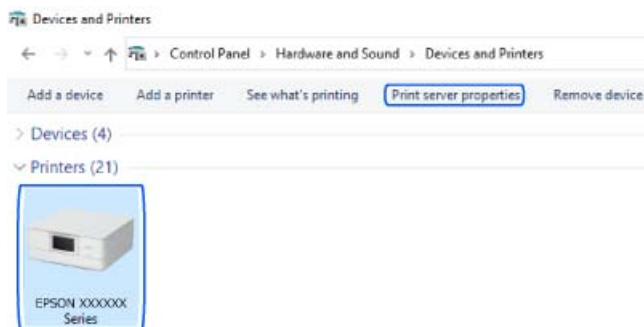 Devices and Printers
Control Panel > Hardware and Sound > Devices and Printers
Add a device Add a printer See what's printing Print server properties Remove device
Devices (4)
Printers (21)
EPSON XXXXXX
Series